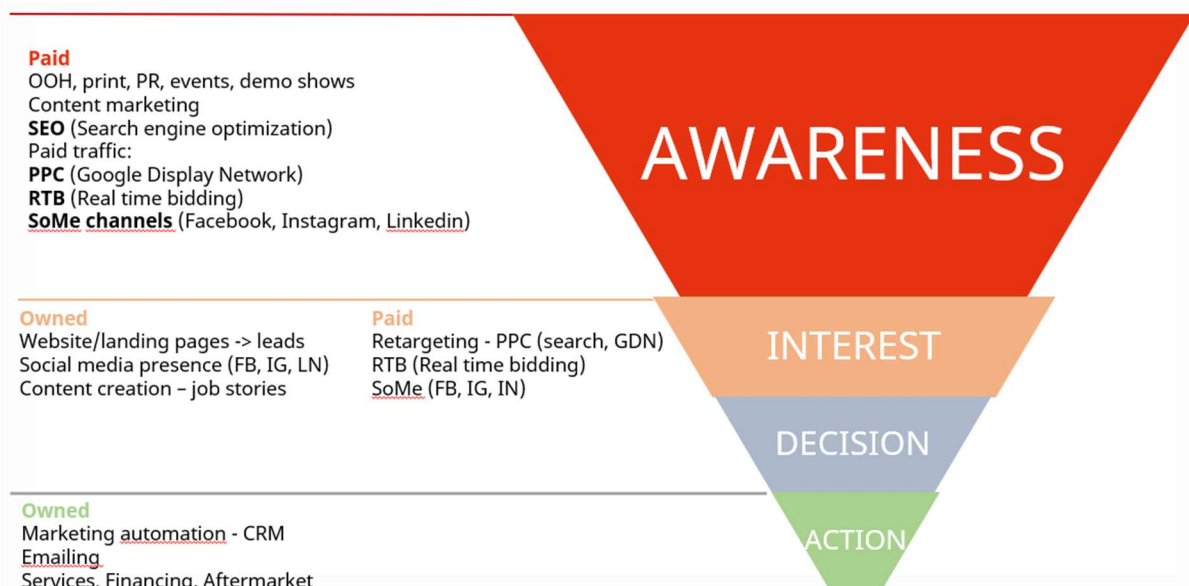 Paid
OOH, print, PR, events, demo shows
Content marketing
SEO (Search engine optimization)
Paid traffic:
PPC (Google Display Network)
RTB (Real time bidding)
SoMe channels (Facebook, Instagram, Linkedin)
AWARENESS
Owned
Website/landing pages -> leads
Social media presence (FB, IG, LN)
Content creation – job stories
Paid
Retargeting - PPC (search, GDN)
RTB (Real time bidding)
SoMe (FB, IG, IN)
INTEREST
DECISION
Owned
Marketing automation - CRM
Emailing
Services, Financing, Aftermarket
ACTION